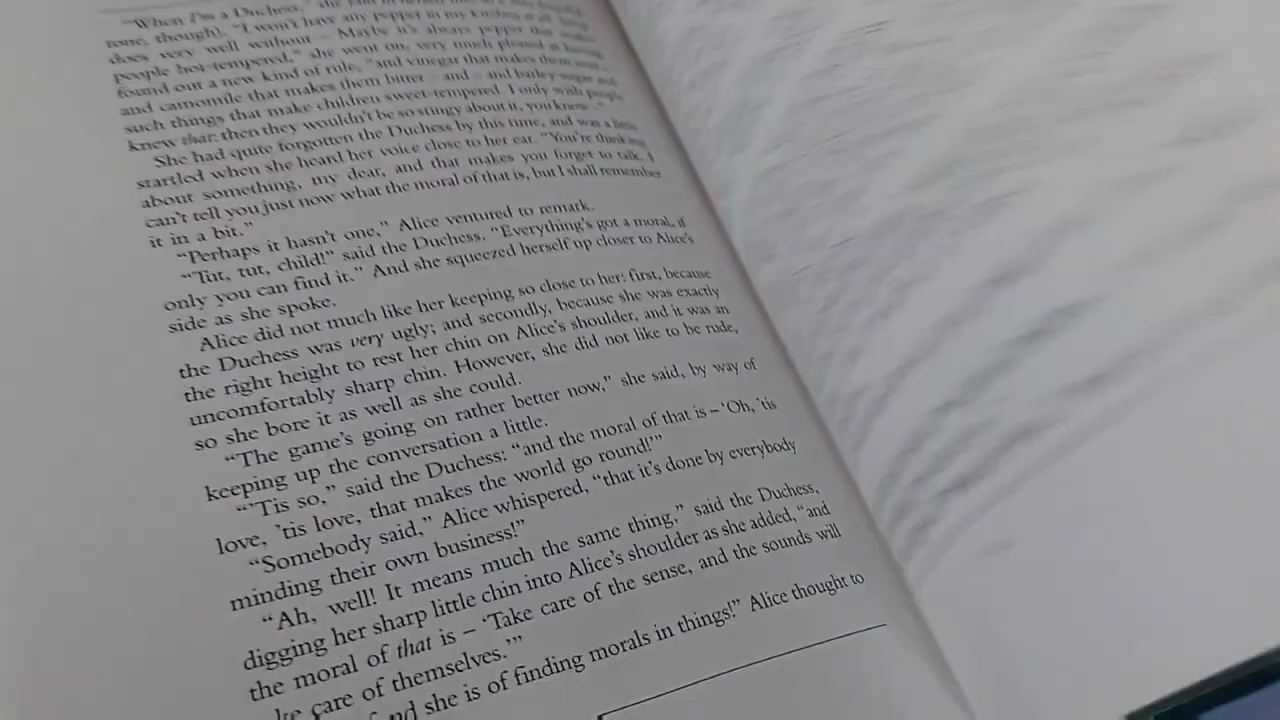 "When I'm a Duchess," she said to herself
tone, though), "I won't have any pepper in my kitchen at all. Soup
does very well without – Maybe it's always pepper that makes
people hot-tempered," she went on, very much pleased at having
found out a new kind of rule, "and vinegar that makes them sour –
and camomile that makes them bitter – and – and barley-sugar and
such things that make children sweet-tempered. I only wish people
knew that: then they wouldn't be so stingy about it, you know – "
She had quite forgotten the Duchess by this time, and was a little
startled when she heard her voice close to her ear. "You're thinking
about something, my dear, and that makes you forget to talk. I
can't tell you just now what the moral of that is, but I shall remember
it in a bit."
"Perhaps it hasn't one," Alice ventured to remark.
"Tut, tut, child!" said the Duchess. "Everything's got a moral, if
only you can find it." And she squeezed herself up closer to Alice's
side as she spoke.
Alice did not much like her keeping so close to her: first, because
the Duchess was very ugly; and secondly, because she was exactly
the right height to rest her chin on Alice's shoulder, and it was an
uncomfortably sharp chin. However, she did not like to be rude,
so she bore it as well as she could.
"The game's going on rather better now," she said, by way of
keeping up the conversation a little.
"'Tis so," said the Duchess: "and the moral of that is – 'Oh, 'tis
love, 'tis love, that makes the world go round!'"
"Somebody said," Alice whispered, "that it's done by everybody
minding their own business!"
"Ah, well! It means much the same thing," said the Duchess,
digging her sharp little chin into Alice's shoulder as she added, "and
the moral of that is – 'Take care of the sense, and the sounds will
care of themselves.'"
she is of finding morals in things!" Alice thought to